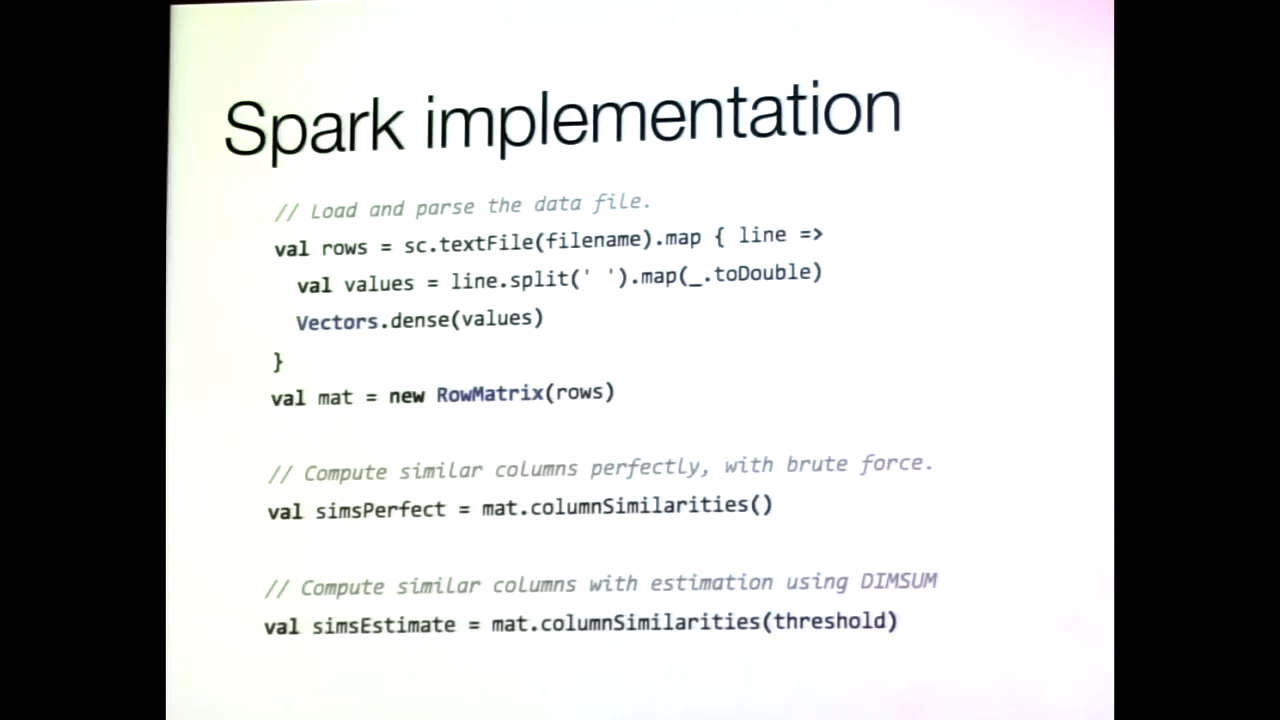 Spark implementation
// Load and parse the data file.
val rows = sc.textFile(filename).map { line =>
val values = line.split(' ').map(_.toDouble)
Vectors.dense(values)
}
val mat = new RowMatrix(rows)
// Compute similar columns perfectly, with brute force.
val simsPerfect = mat.columnSimilarities()
// Compute similar columns with estimation using DIMSUM
val simsEstimate = mat.columnSimilarities(threshold)